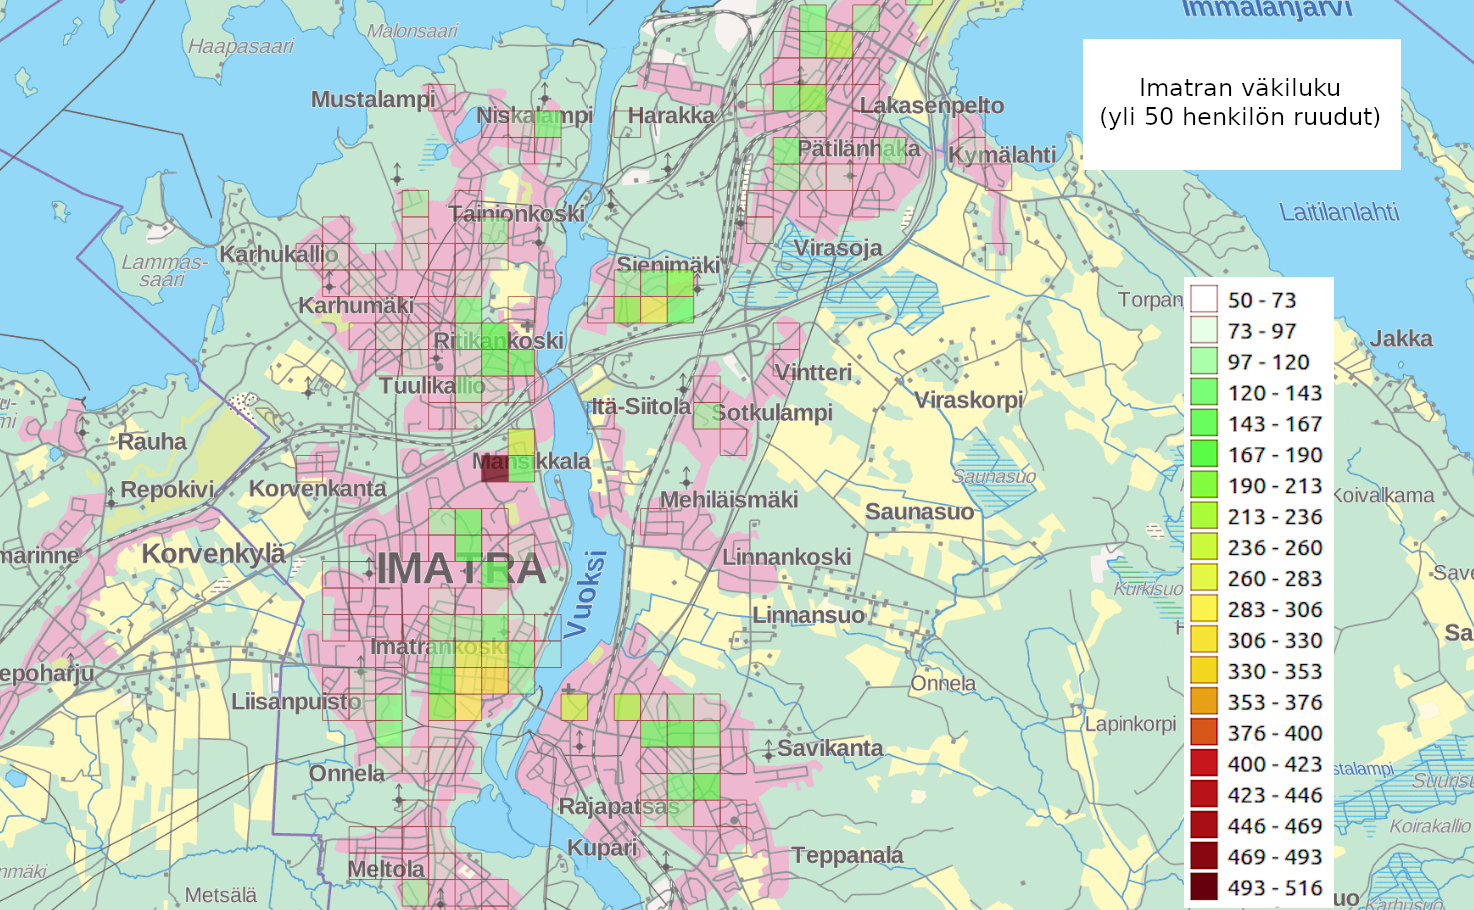 Immalanjärvi
Malonsaari
Haapasaari
Imatran väkiluku
(yli 50 henkilön ruudut)
Mustalampi
Niskalampi
Harakka
Lakasenpelto
Pätilänhaka
Kymälahti
Tainionkoski
Laitilanlahti
Karhukallio
Virasoja
Lammas-
saari
Sienimäki
Karhumäki
Torpan
50 - 73
73 - 97
97 - 120
120 - 143
143 - 167
167 - 190
190 - 213
213 - 236
236 - 260
260 - 283
283 - 306
306 - 330
330 - 353
353 - 376
376 - 400
400 - 423
423 - 446
446 - 469
469 - 493
493 - 516
Ritikankoski
Jakka
Vintteri
Tuulikallio
Viraskorpi
Itä-Siitola
Sotkulampi
Rauha
Mansikkala
Saunasuo
Repokivi
Korvenkanta
Mehiläismäki
Koivalkama
Saunasuo
Korvenkylä
marinne
IMATRA
Linnankoski
Vuoksi
Kurkisuo
Save
Linnansuo
Sa
Imatrankoski
epoharju
Onnela
Liisanpuisto
Lapinkorpi
Savikanta
Onnela
stalampi
Suurisu
Rajapatsas
Koirakallio
Kupari
Teppanala
Meltola
nmäki
Metsälä
uo
Karhusuo